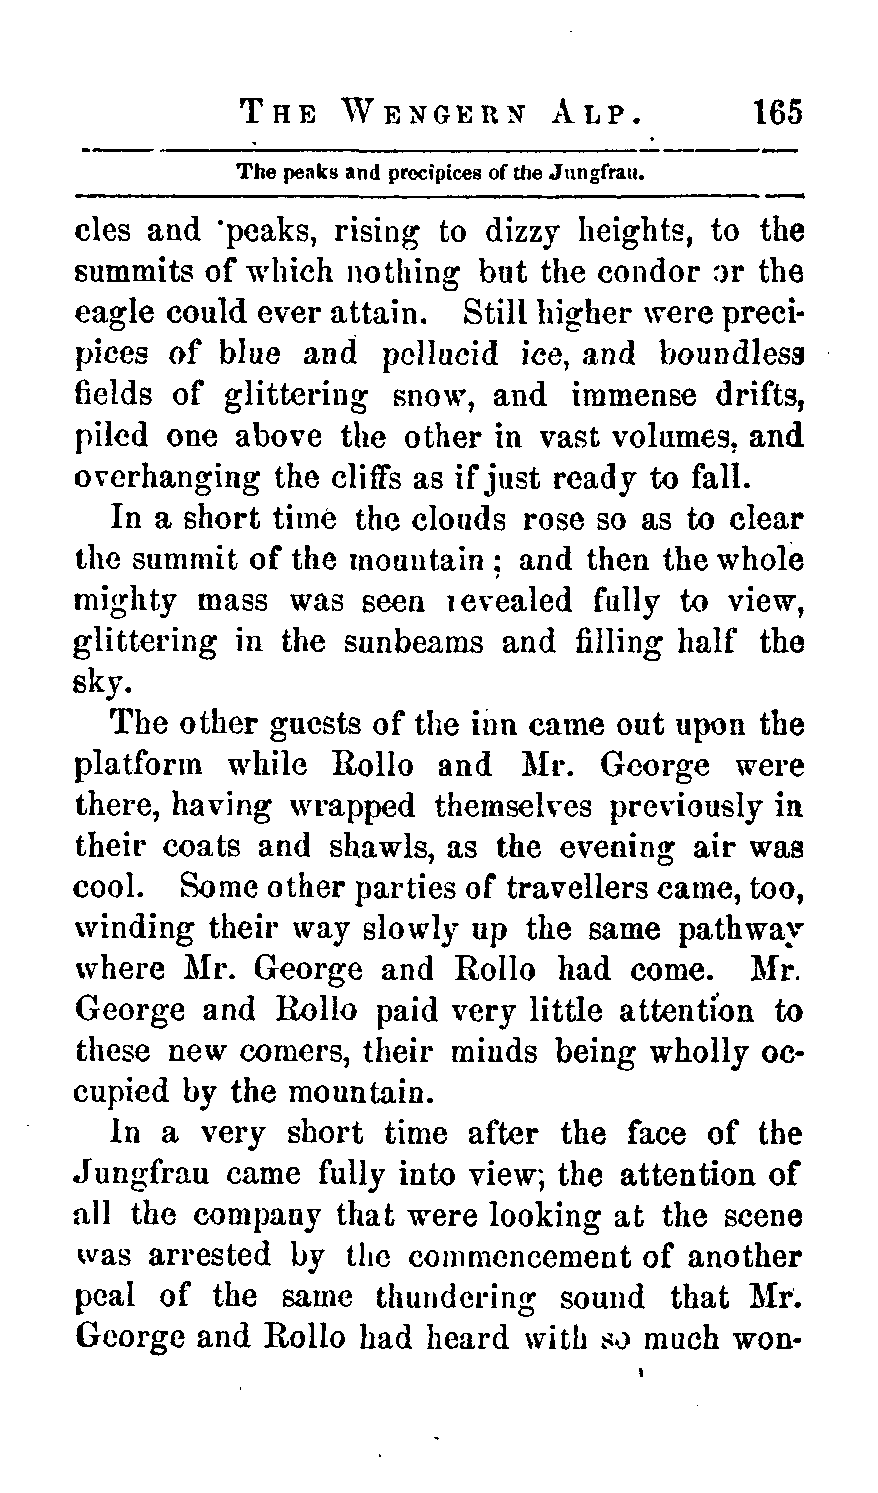 THE WENGERN ALP. 165
The peaks and precipices of the Jungfrau.
cles and peaks, rising to dizzy heights, to the
summits of which nothing but the condor or the
eagle could ever attain. Still higher were preci-
pices of blue and pellucid ice, and boundless
fields of glittering snow, and immense drifts,
piled one above the other in vast volumes, and
overhanging the cliffs as if just ready to fall.
In a short time the clouds rose so as to clear
the summit of the mountain; and then the whole
mighty mass was seen revealed fully to view,
glittering in the sunbeams and filling half the
sky.
The other guests of the inn came out upon the
platform while Rollo and Mr. George were
there, having wrapped themselves previously in
their coats and shawls, as the evening air was
cool. Some other parties of travellers came, too,
winding their way slowly up the same pathway
where Mr. George and Rollo had come. Mr.
George and Rollo paid very little attention to
these new comers, their minds being wholly oc-
cupied by the mountain.
In a very short time after the face of the
Jungfrau came fully into view; the attention of
all the company that were looking at the scene
was arrested by the commencement of another
peal of the same thundering sound that Mr.
George and Rollo had heard with so much won-